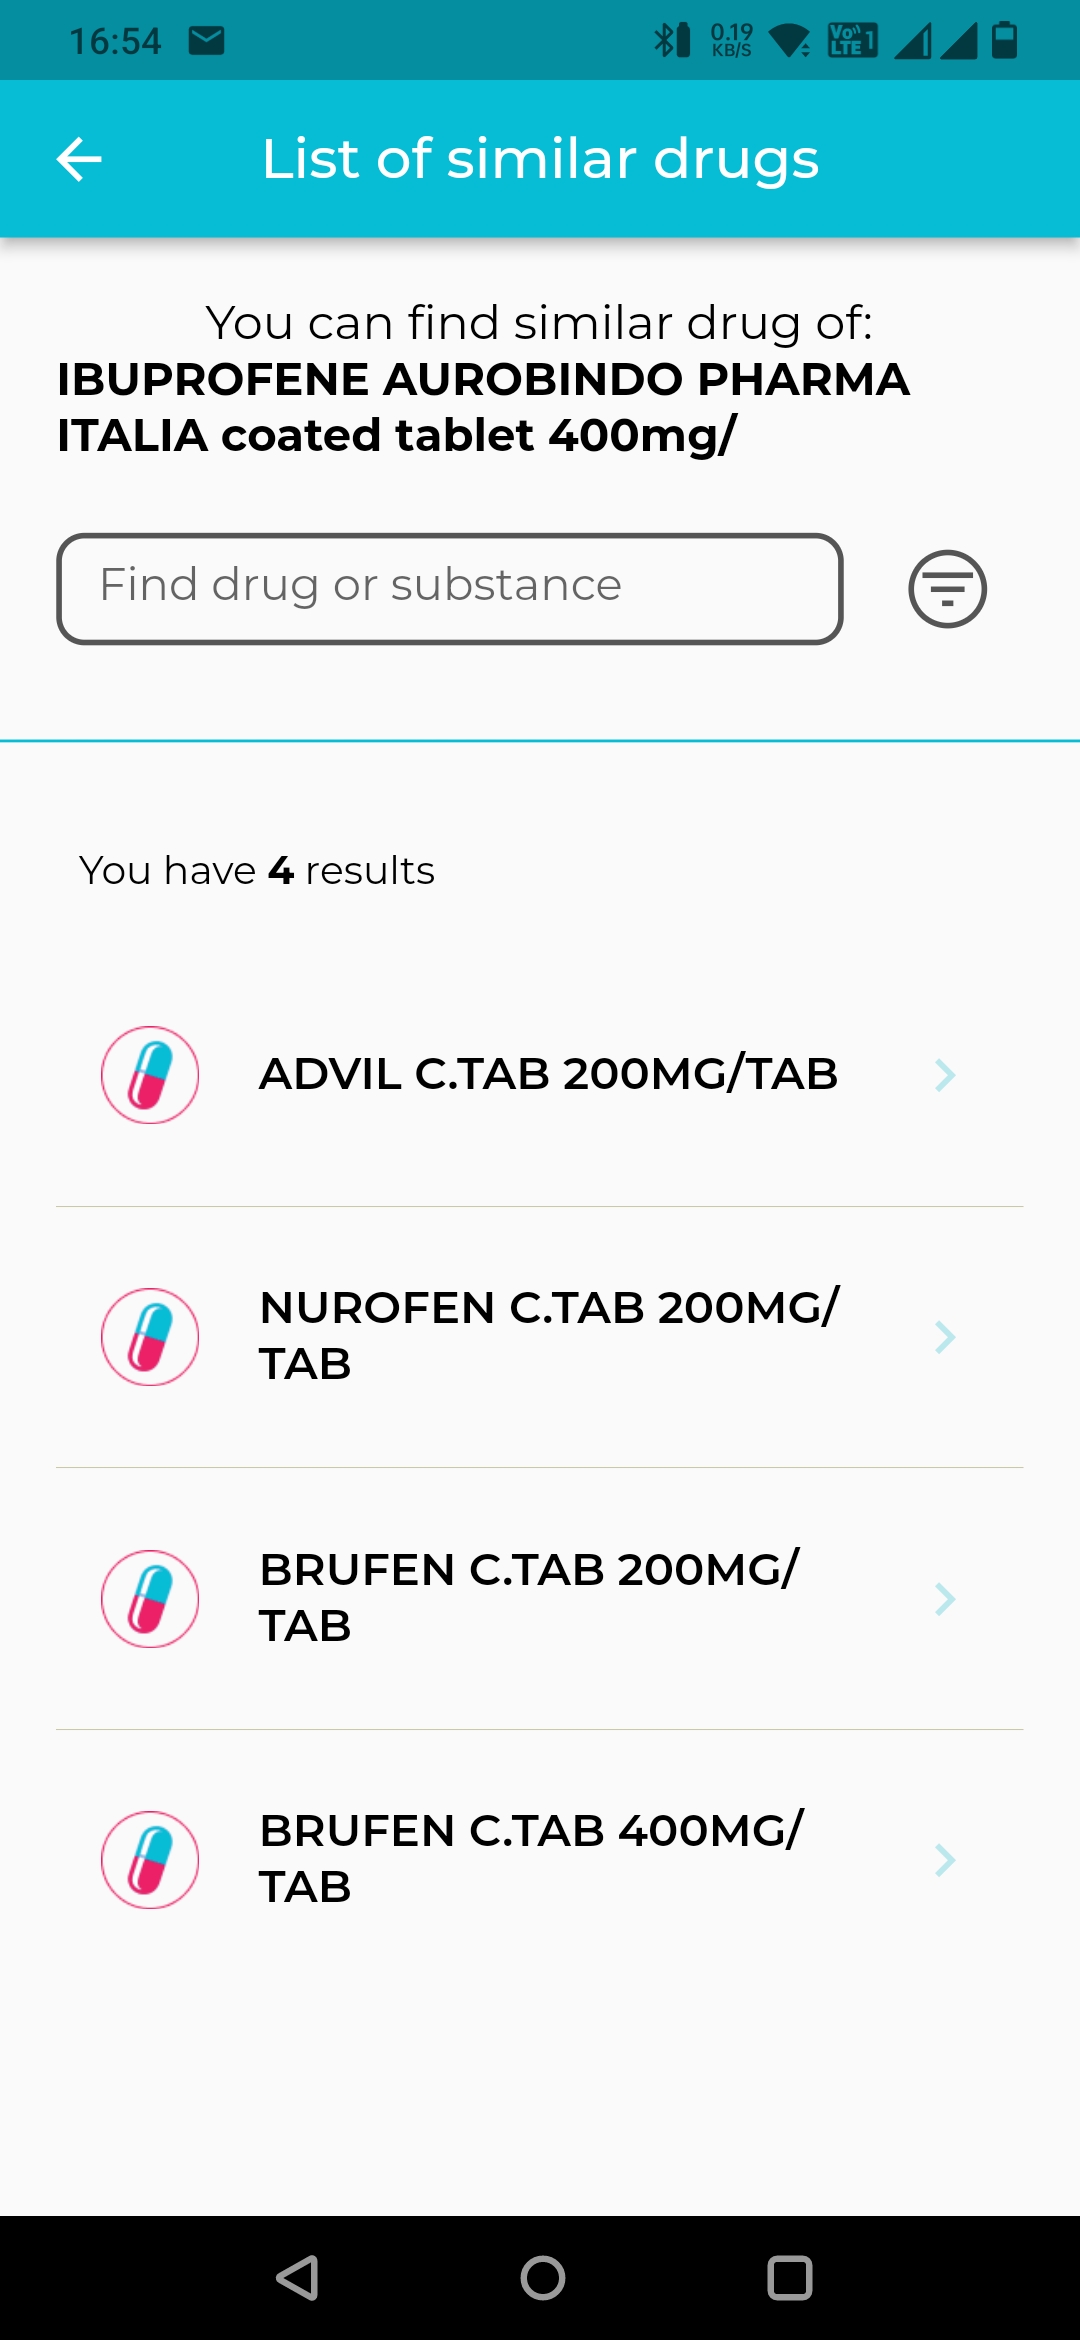 16:54
0.19
KB/S
Vo 1
LTE
List of similar drugs
You can find similar drug of:
IBUPROFENE AUROBINDO PHARMA
ITALIA coated tablet 400mg/
Find drug or substance
You have 4 results
ADVIL C.TAB 200MG/TAB
NUROFEN C.TAB 200MG/
TAB
BRUFEN C.TAB 200MG/
TAB
BRUFEN C.TAB 400MG/
TAB